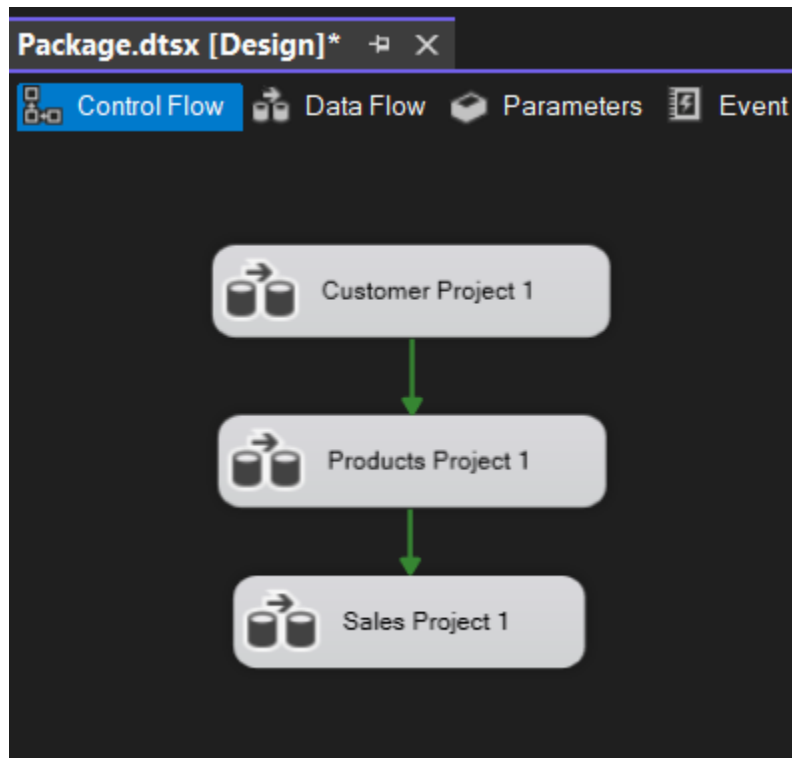 Package.dtsx [Design]*
Control Flow Data Flow Parameters Event
Customer Project 1
Products Project 1
Sales Project 1